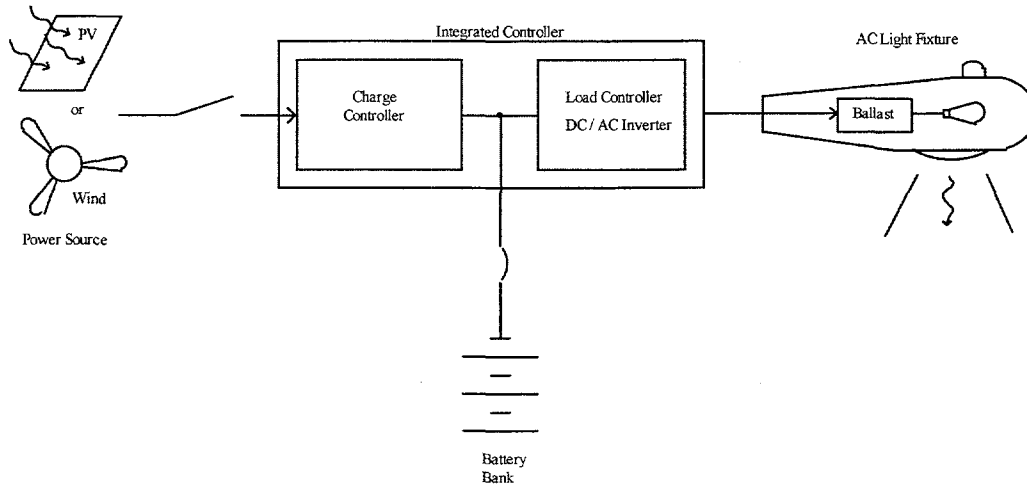 Integrated Controller
PV
or
Wind
Power Source
Charge
Controller
Load Controller
DC / AC Inverter
AC Light Fixture
Ballast
Battery
Bank